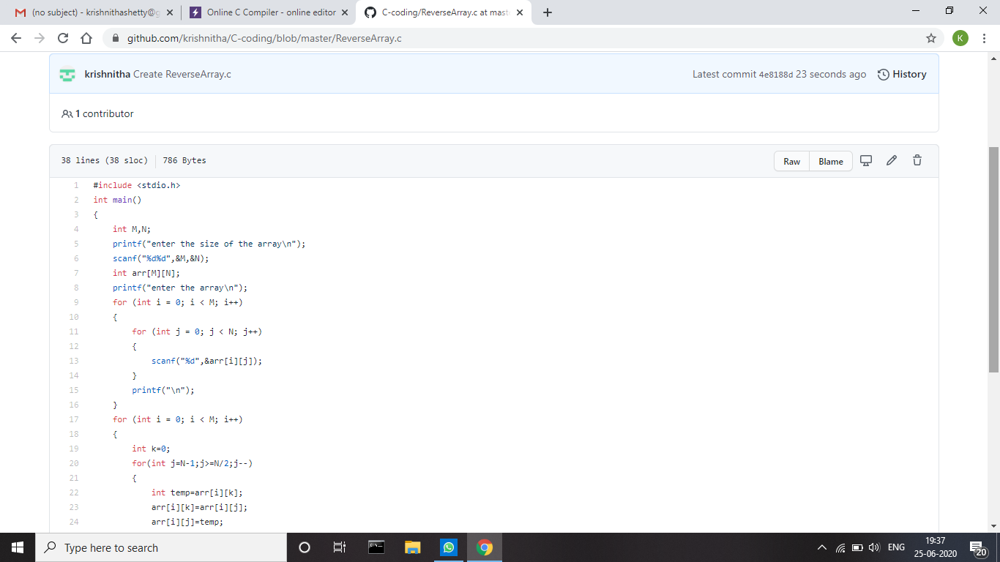 (no subject) - krishnithashetty@g
Online C Compiler - online editor
C-coding/ReverseArray.c at mast
github.com/krishnitha/C-coding/blob/master/ReverseArray.c
K
krishnitha Create ReverseArray.c
Latest commit 4e8188d 23 seconds ago
History
1 contributor
38 lines (38 sloc)
786 Bytes
Raw
Blame
1 #include <stdio.h>
2 int main()
3 {
4 int M,N;
5 printf("enter the size of the array\n");
6 scanf("%d%d",&M,&N);
7 int arr[M][N];
8 printf("enter the array\n");
9 for (int i = 0; i < M; i++)
10 {
11 for (int j = 0; j < N; j++)
12 {
13 scanf("%d",&arr[i][j]);
14 }
15 printf("\n");
16 }
17 for (int i = 0; i < M; i++)
18 {
19 int k=0;
20 for(int j=N-1;j>=N/2;j--)
21 {
22 int temp=arr[i][k];
23 arr[i][k]=arr[i][j];
24 arr[i][j]=temp;
Type here to search
ENG
19:37
25-06-2020
20